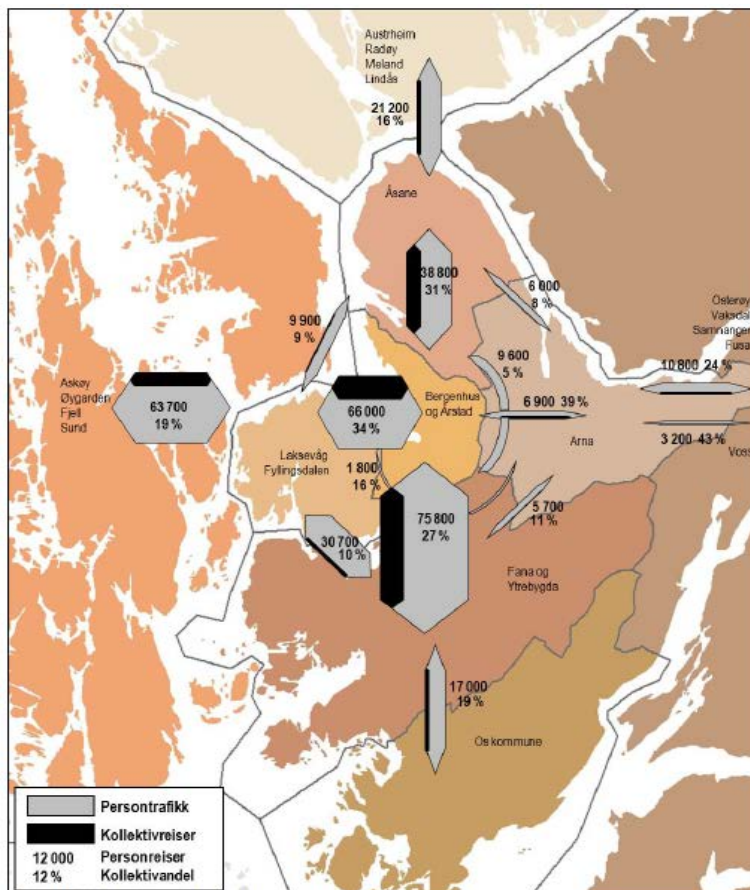 Austrheim
Radøy
Meland
Lindås
21 200
16 %
Åsane
38 800
31 %
6 000
8 %
Osterøy
Vaksdal
Samnanger
Fusa
9 900
9 %
9 600
5 %
10 800 24 %
Askøy
Øygarden
Fjell
Sund
63 700
19 %
66 000
34 %
Bergenhus
og Årstad
6 900 39 %
Arna
3 200 43 %
Voss
Laksevåg
Fyllingsdalen
1 800
16 %
75 800
27 %
5 700
11 %
30 700
10 %
Fana og
Ytrebygda
17 000
19 %
Os kommune
Persontrafikk
Kollektivreiser
12 000 Personreiser
12 % Kollektivandel